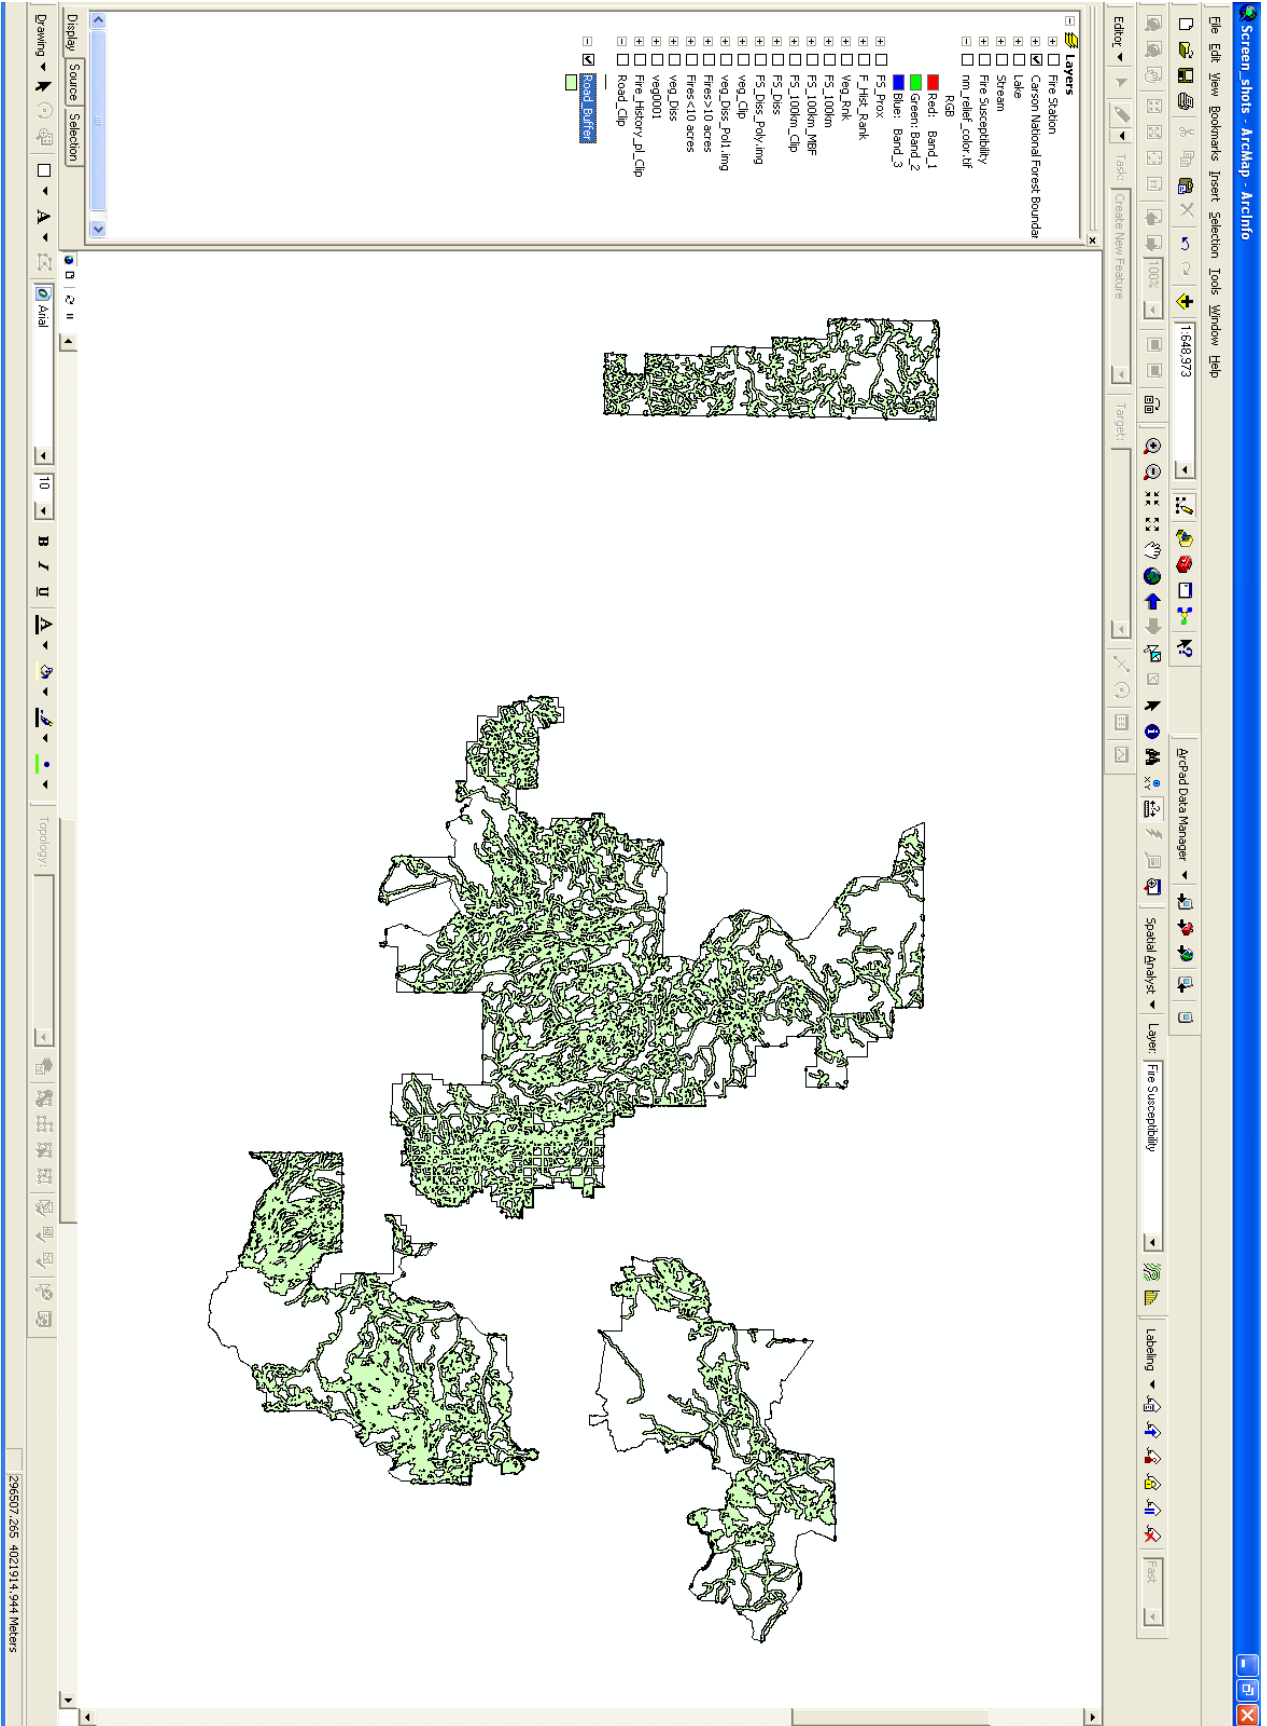 Screen_shots - ArcMap - ArcInfo
File Edit View Bookmarks Insert Selection Tools Window Help
1:648,973
ArcPad Data Manager
100%
Spatial Analyst
Layer:
Fire Susceptibility
Labeling
Fast
Editor
Task:
Create New Feature
Target:
Layers
Fire Station
Carson National Forest Boundar
Lake
Stream
Fire Susceptibility
nm_relief_color.tif
RGB
Red: Band_1
Green: Band_2
Blue: Band_3
FS_Prox
F_Hist_Rank
Veg_Rnk
FS_100km
FS_100km_MBF
FS_100km_Clip
FS_Diss
FS_Diss_Poly.img
veg_Clip
veg_Diss_Pol1.img
Fires>10 acres
Fires<10 acres
veg_Diss
veg0001
Fire_History_pl_Clip
Road_Clip
Road_Buffer
Display Source Selection
Drawing
A
Arial
10
B I U
A
Topology:
296507.265 4021914.944 Meters